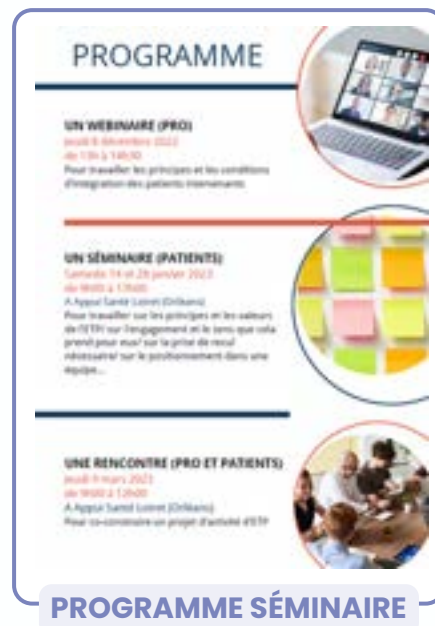 PROGRAMME
UN WEBINAIRE (PRO)
Jeudi 8 décembre 2022
de 13h à 14h30
Pour travailler les principes et les conditions
d'intégration des patients intervenants
UN SÉMINAIRE (PATIENTS)
Samedis 14 et 28 janvier 2023
de 9h00 à 17h00
A Appui Santé Loiret (Orléans)
Pour travailler sur les principes et les valeurs
de l'ETP/ sur l'engagement et le sens que cela
prend pour eux/ sur la prise de recul
nécessaire/ sur le positionnement dans une
équipe...
UNE RENCONTRE (PRO ET PATIENTS)
Jeudi 9 mars 2023
de 9h00 à 12h00
A Appui Santé Loiret (Orléans)
Pour co-construire un projet d'activité d'ETP
PROGRAMME SÉMINAIRE